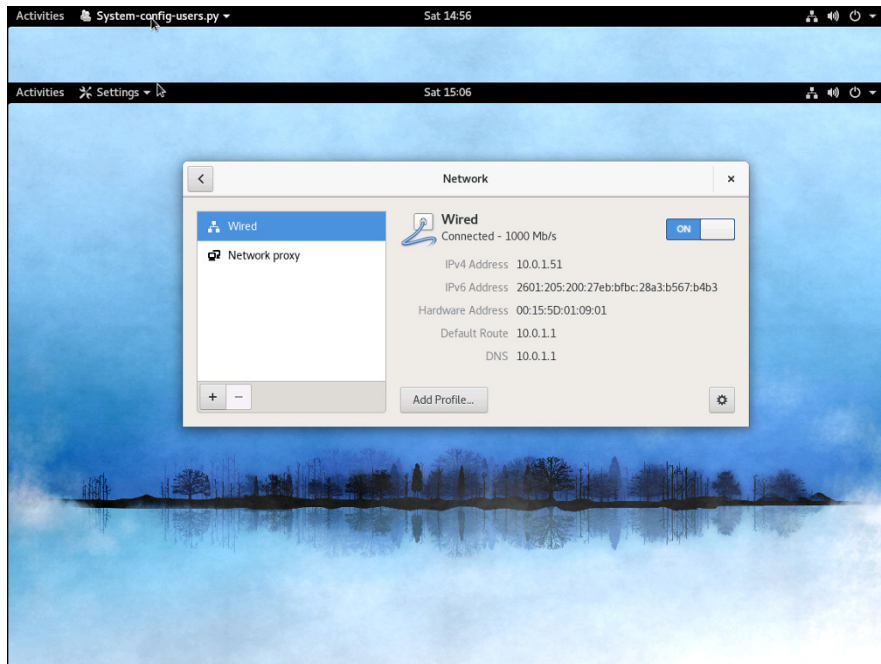 Activities System-config-users.py Sat 14:56
Activities Settings Sat 15:06
Network
Wired
Network proxy
Wired
Connected - 1000 Mb/s
ON
IPv4 Address 10.0.1.51
IPv6 Address 2601:205:200:27eb:bfbc:28a3:b567:b4b3
Hardware Address 00:15:5D:01:09:01
Default Route 10.0.1.1
DNS 10.0.1.1
Add Profile...